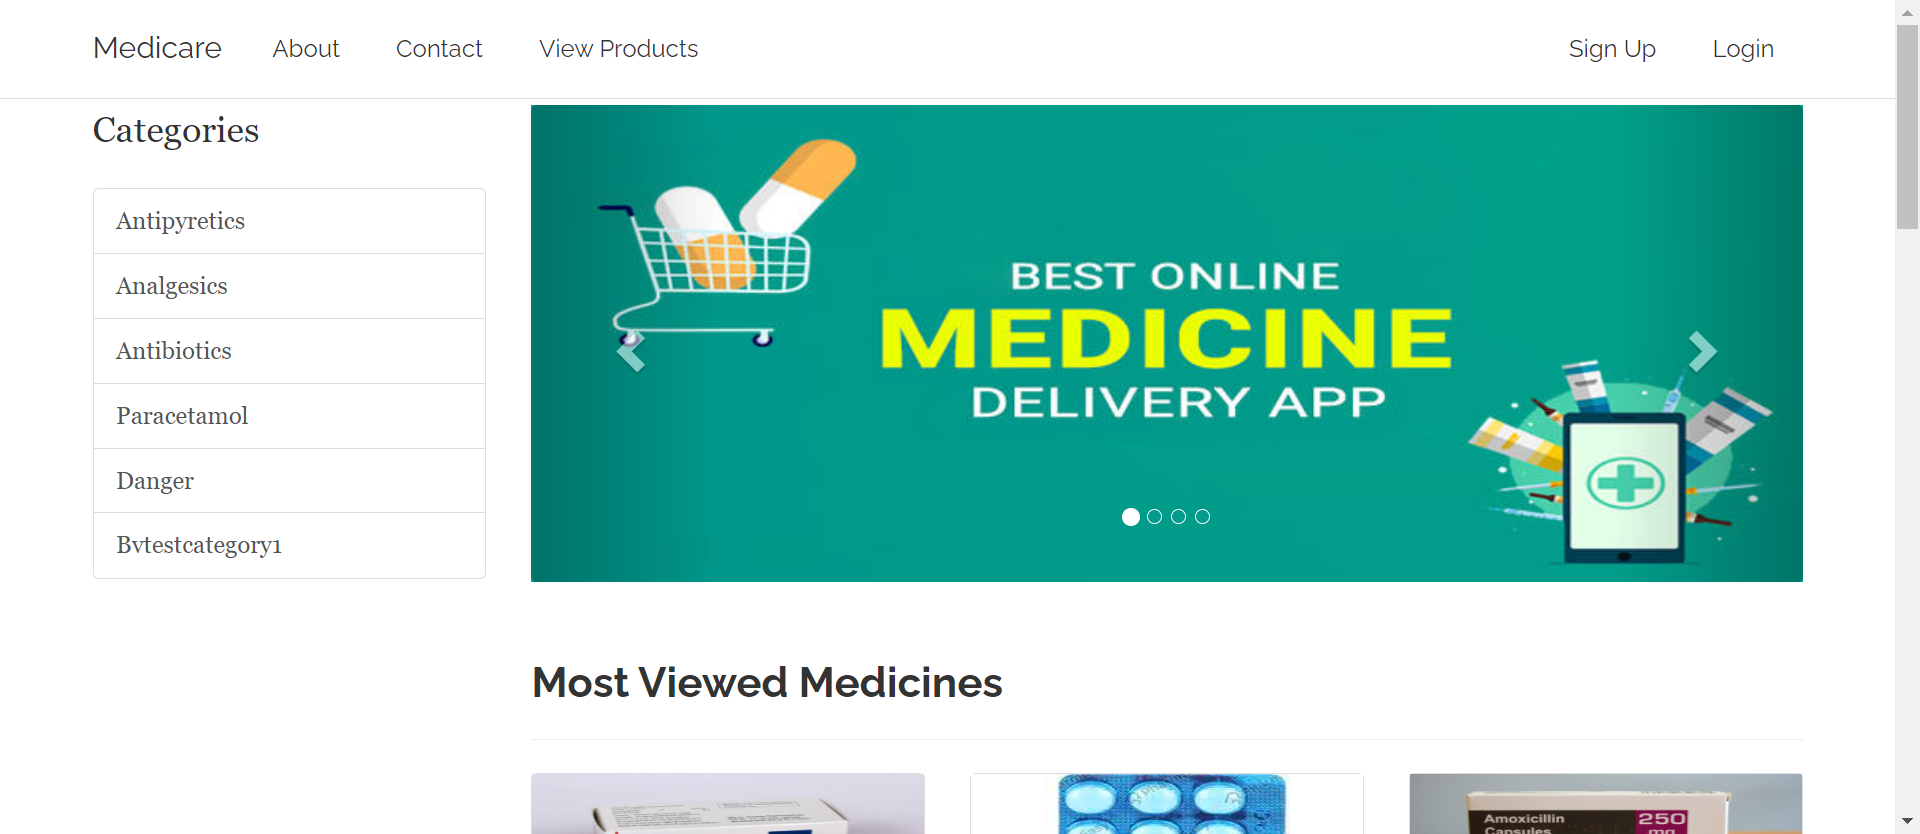 Medicare About Contact View Products Sign Up Login
Categories
Antipyretics
Analgesics
Antibiotics
Paracetamol
Danger
Bvtestcategory1
BEST ONLINE
MEDICINE
DELIVERY APP
Most Viewed Medicines
Amoxicillin 250
Capsules mg